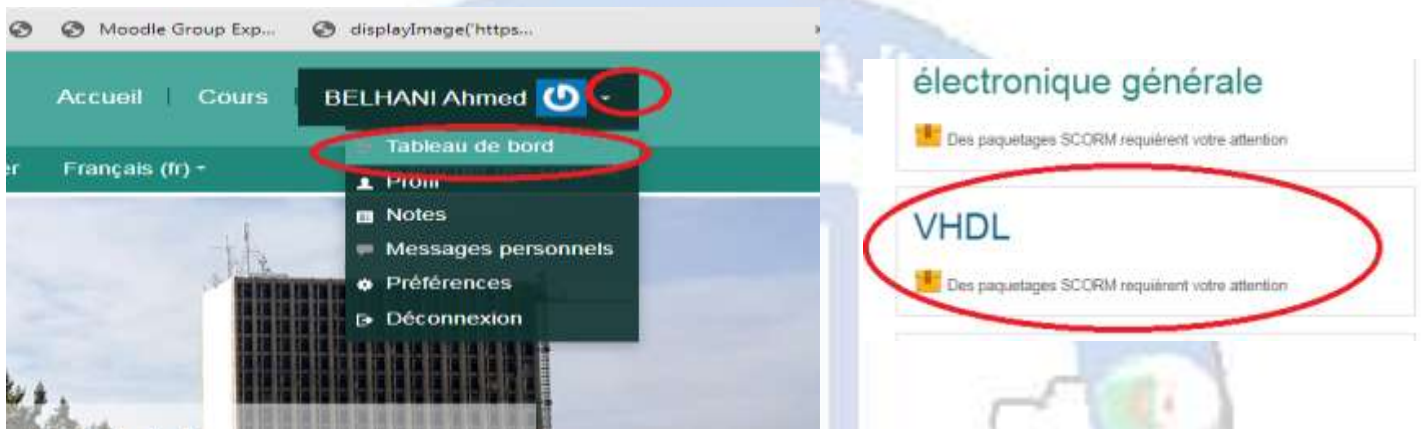 Moodle Group Exp... displayImage('https...
Accueil Cours BELHANI Ahmed
Français (fr)
Tableau de bord
Profil
Notes
Messages personnels
Préférences
Déconnexion
électronique générale
Des paquetages SCORM requièrent votre attention
VHDL
Des paquetages SCORM requièrent votre attention